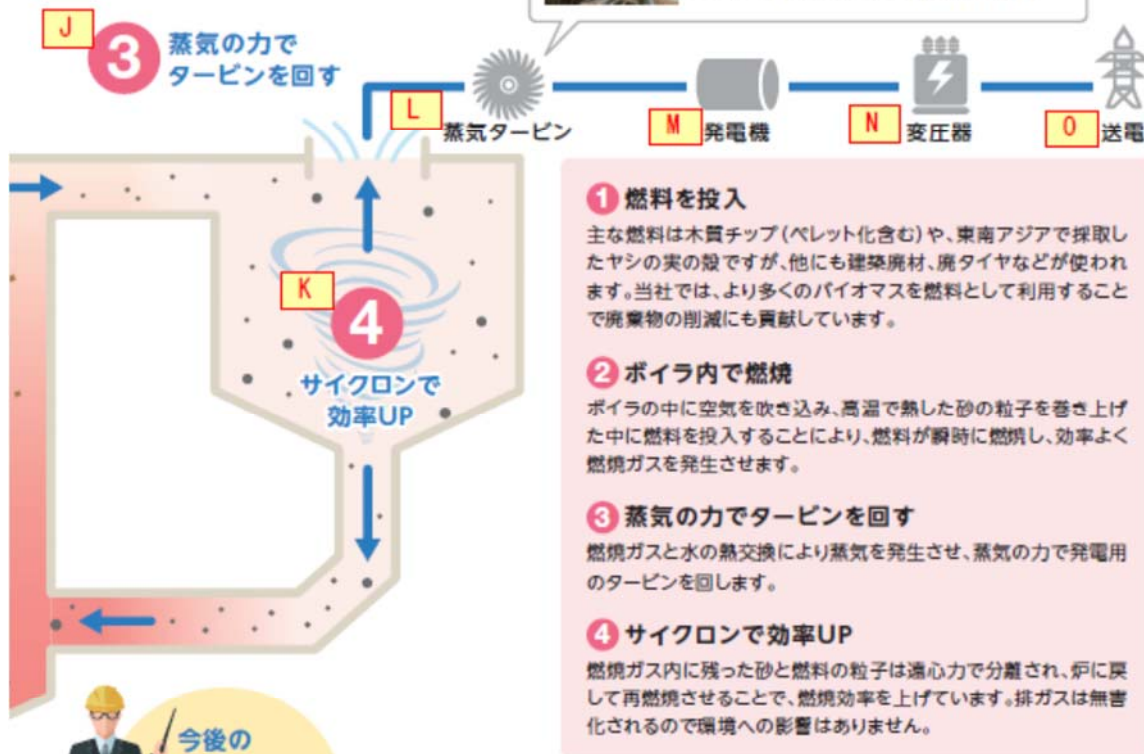 J
3
蒸気の力で
タービンを回す
L
蒸気タービン
M
発電機
N
変圧器
O
送電
K
4
サイクロンで
効率UP
1 燃料を投入
主な燃料は木質チップ(ペレット化含む)や、東南アジアで採取し
たヤシの実の殻ですが、他にも建築廃材、廃タイヤなどが使われ
ます。当社では、より多くのバイオマスを燃料として利用すること
で廃棄物の削減にも貢献しています。
2 ボイラ内で燃焼
ボイラの中に空気を吹き込み、高温で熱した砂の粒子を巻き上げ
た中に燃料を投入することにより、燃料が瞬時に燃焼し、効率よく
燃焼ガスを発生させます。
3 蒸気の力でタービンを回す
燃焼ガスと水の熱交換により蒸気を発生させ、蒸気の力で発電用
のタービンを回します。
4 サイクロンで効率UP
燃焼ガス内に残った砂と燃料の粒子は遠心力で分離され、炉に戻
して再燃焼させることで、燃焼効率を上げています。排ガスは無害
化されるので環境への影響はありません。
今後の